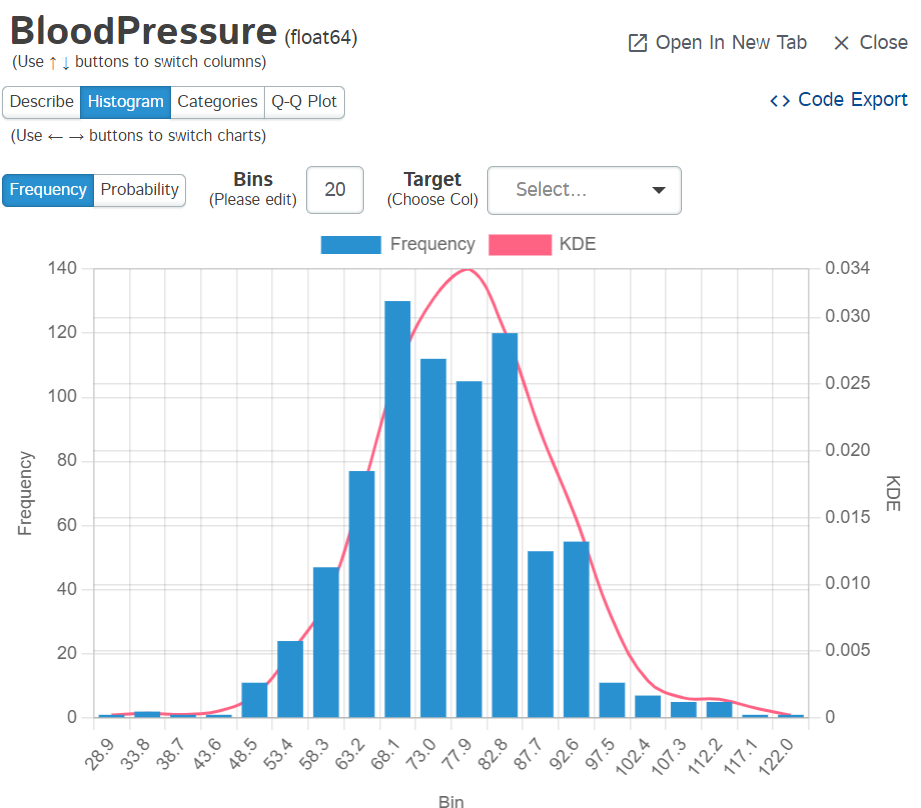 BloodPressure (float64)
Open In New Tab
× Close
(Use ↑ ↓ buttons to switch columns)
Describe Histogram Categories Q-Q Plot
<> Code Export
(Use ← → buttons to switch charts)
Frequency Probability
Bins
(Please edit)
20
Target
(Choose Col)
Select...
Frequency KDE
140
120
100
80
60
40
20
0
Frequency
0.034
0.030
0.025
0.020
0.015
0.010
0.005
0
KDE
28.9 33.8 38.7 43.6 48.5 53.4 58.3 63.2 68.1 73.0 77.9 82.8 87.7 92.6 97.5 102.4 107.3 112.2 117.1 122.0
Bin